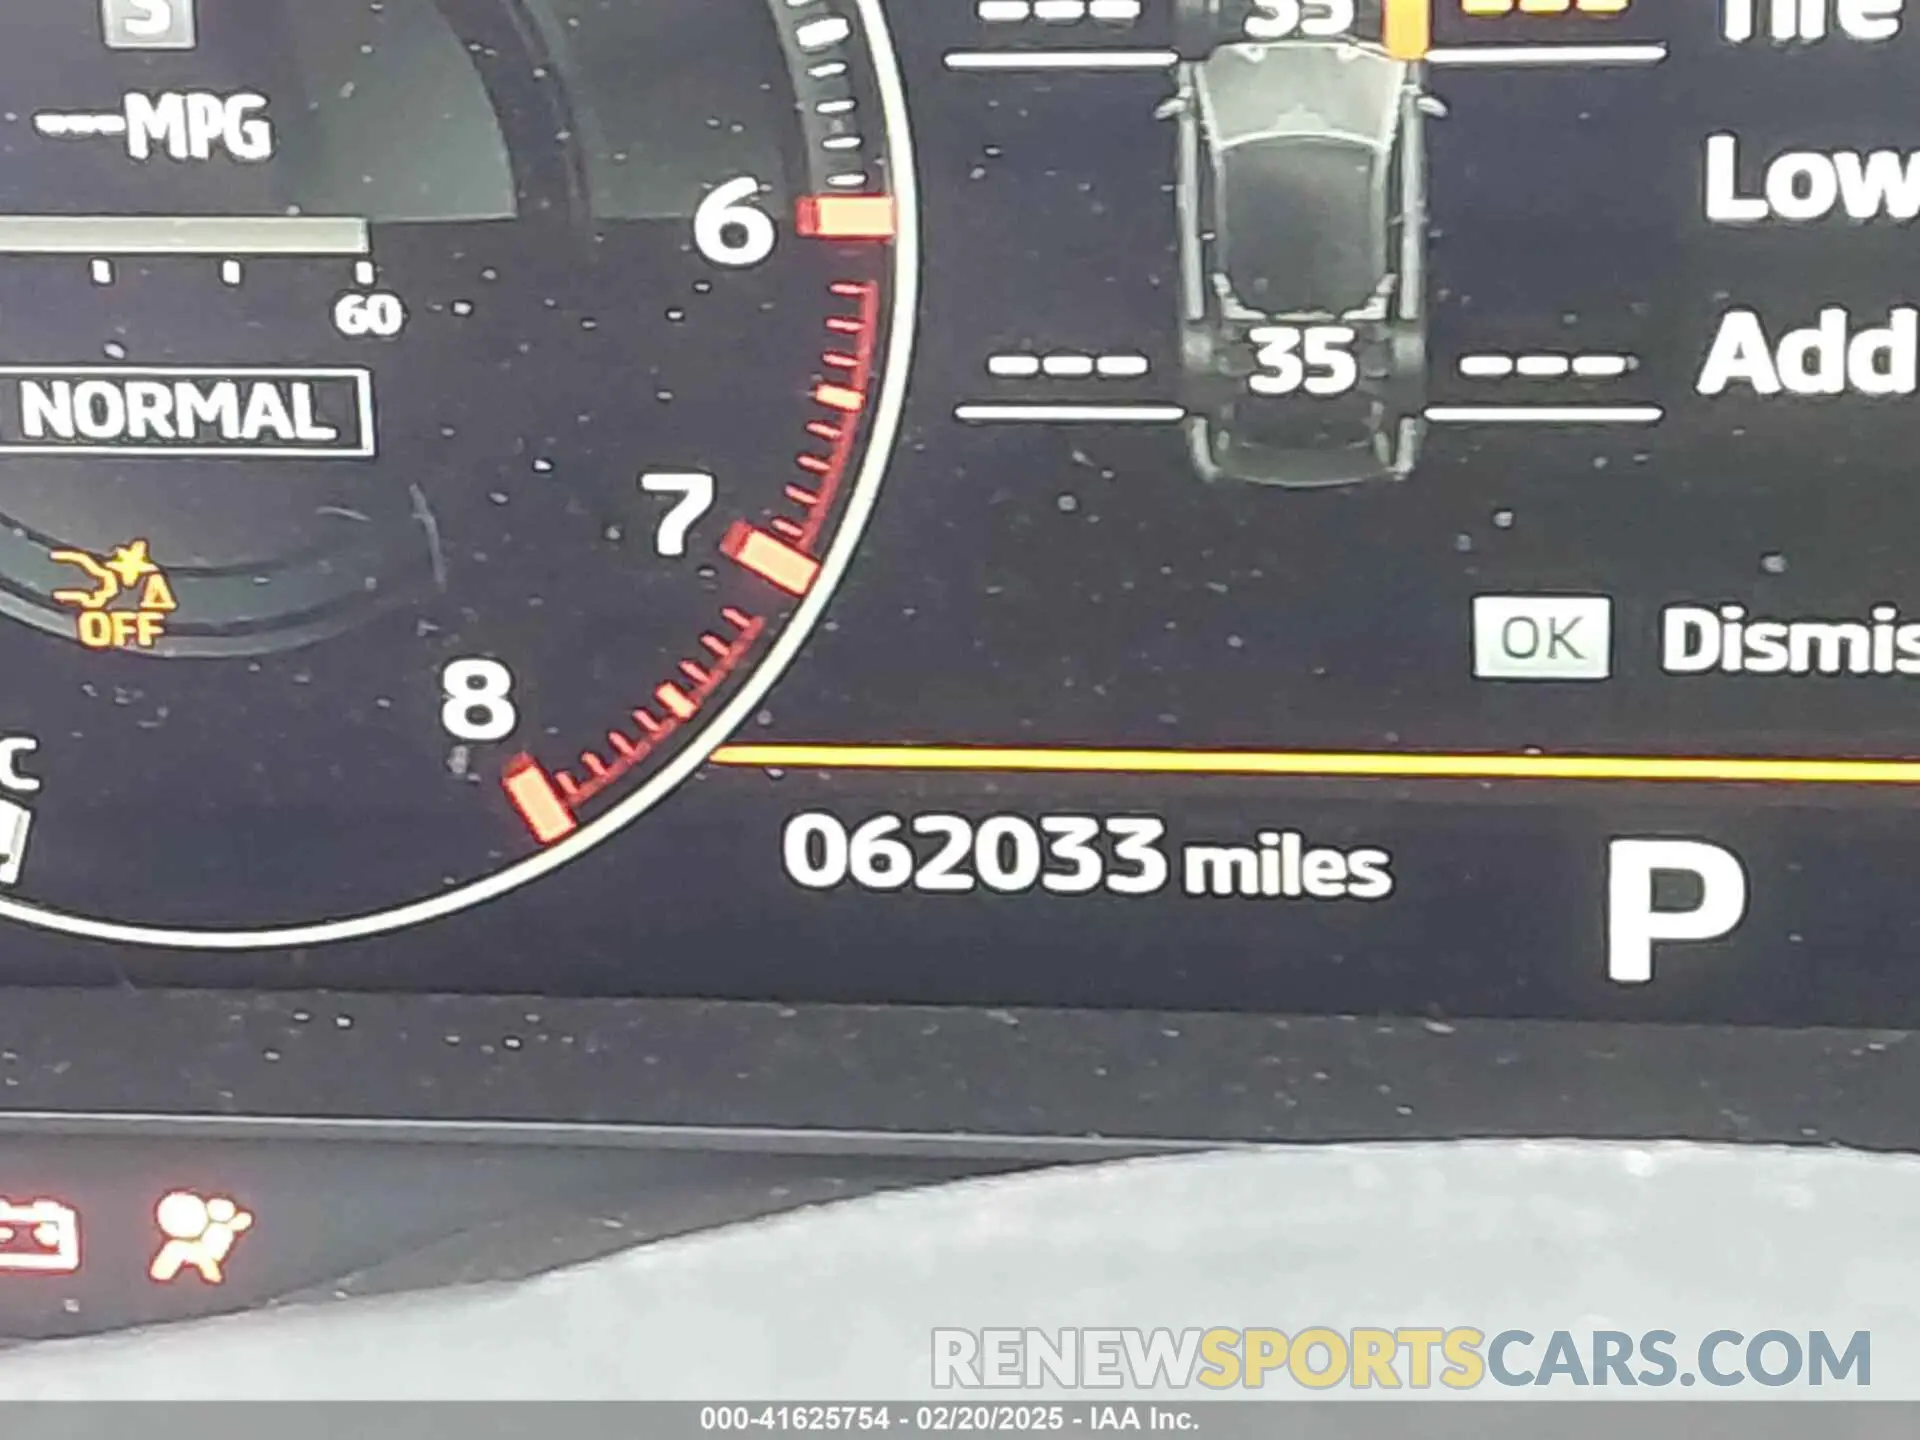 S
--- 35 ---
Tire
---MPG
Low
6
60
--- 35 ---
Add
NORMAL
7
OFF
OK Dismis
8
C
062033 miles
P
RENEWSPORTSCARS.COM
000-41625754 - 02/20/2025 - IAA Inc.